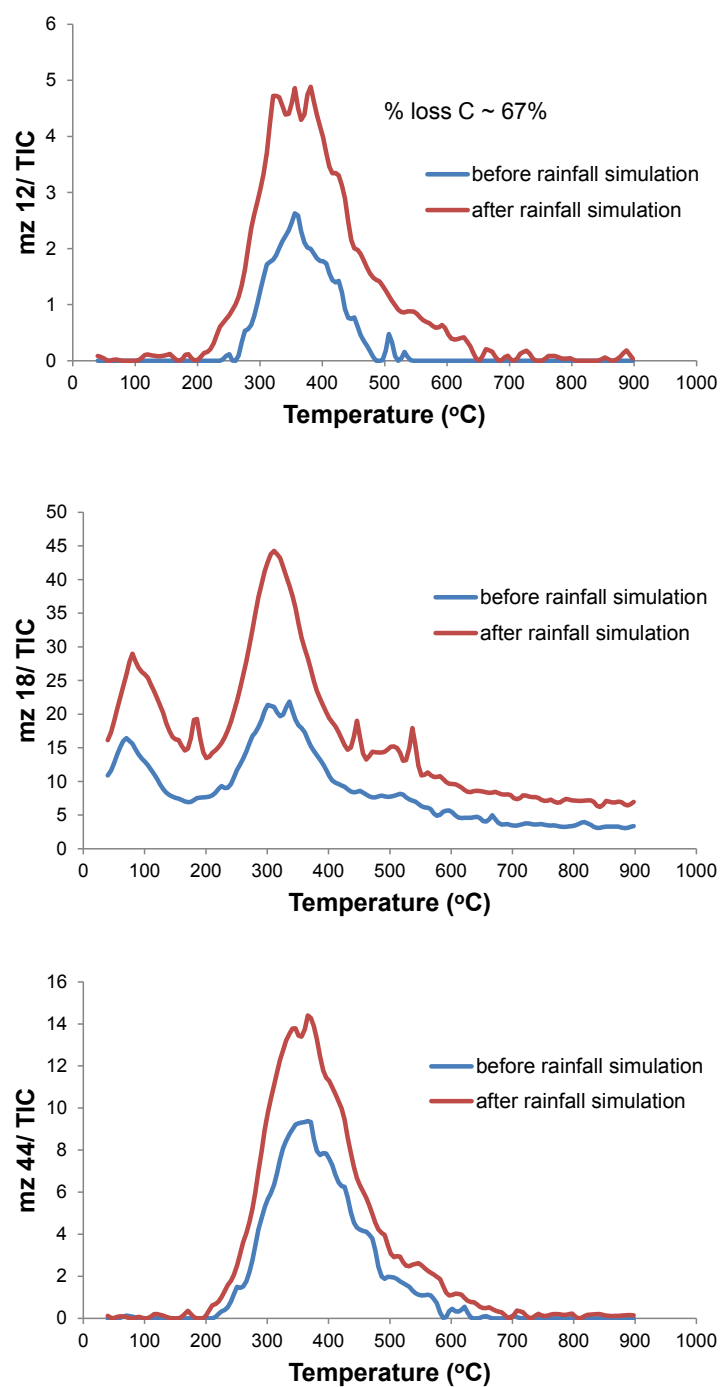 6
5
4
3
2
1
0
mz 12/ TIC
% loss C ~ 67%
before rainfall simulation
after rainfall simulation
0 100 200 300 400 500 600 700 800 900 1000
Temperature (oC)
50
45
40
35
30
25
20
15
10
5
0
mz 18/ TIC
before rainfall simulation
after rainfall simulation
0 100 200 300 400 500 600 700 800 900 1000
Temperature (oC)
16
14
12
10
8
6
4
2
0
mz 44/ TIC
before rainfall simulation
after rainfall simulation
0 100 200 300 400 500 600 700 800 900 1000
Temperature (oC)